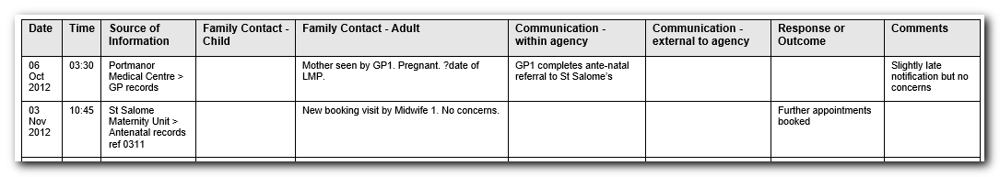 Date Time Source of Information Family Contact - Child Family Contact - Adult Communication - within agency Communication - external to agency Response or Outcome Comments
06 Oct 2012
03:30
Portmanor
Medical Centre >
GP records
Mother seen by GP1. Pregnant. ?date of
LMP.
GP1 completes ante-natal
referral to St Salome's
Slightly late
notification but no
concerns
03
Nov
2012
10:45
St Salome
Maternity Unit >
Antenatal records
ref 0311
New booking visit by Midwife 1. No concerns.
Further appointments
booked